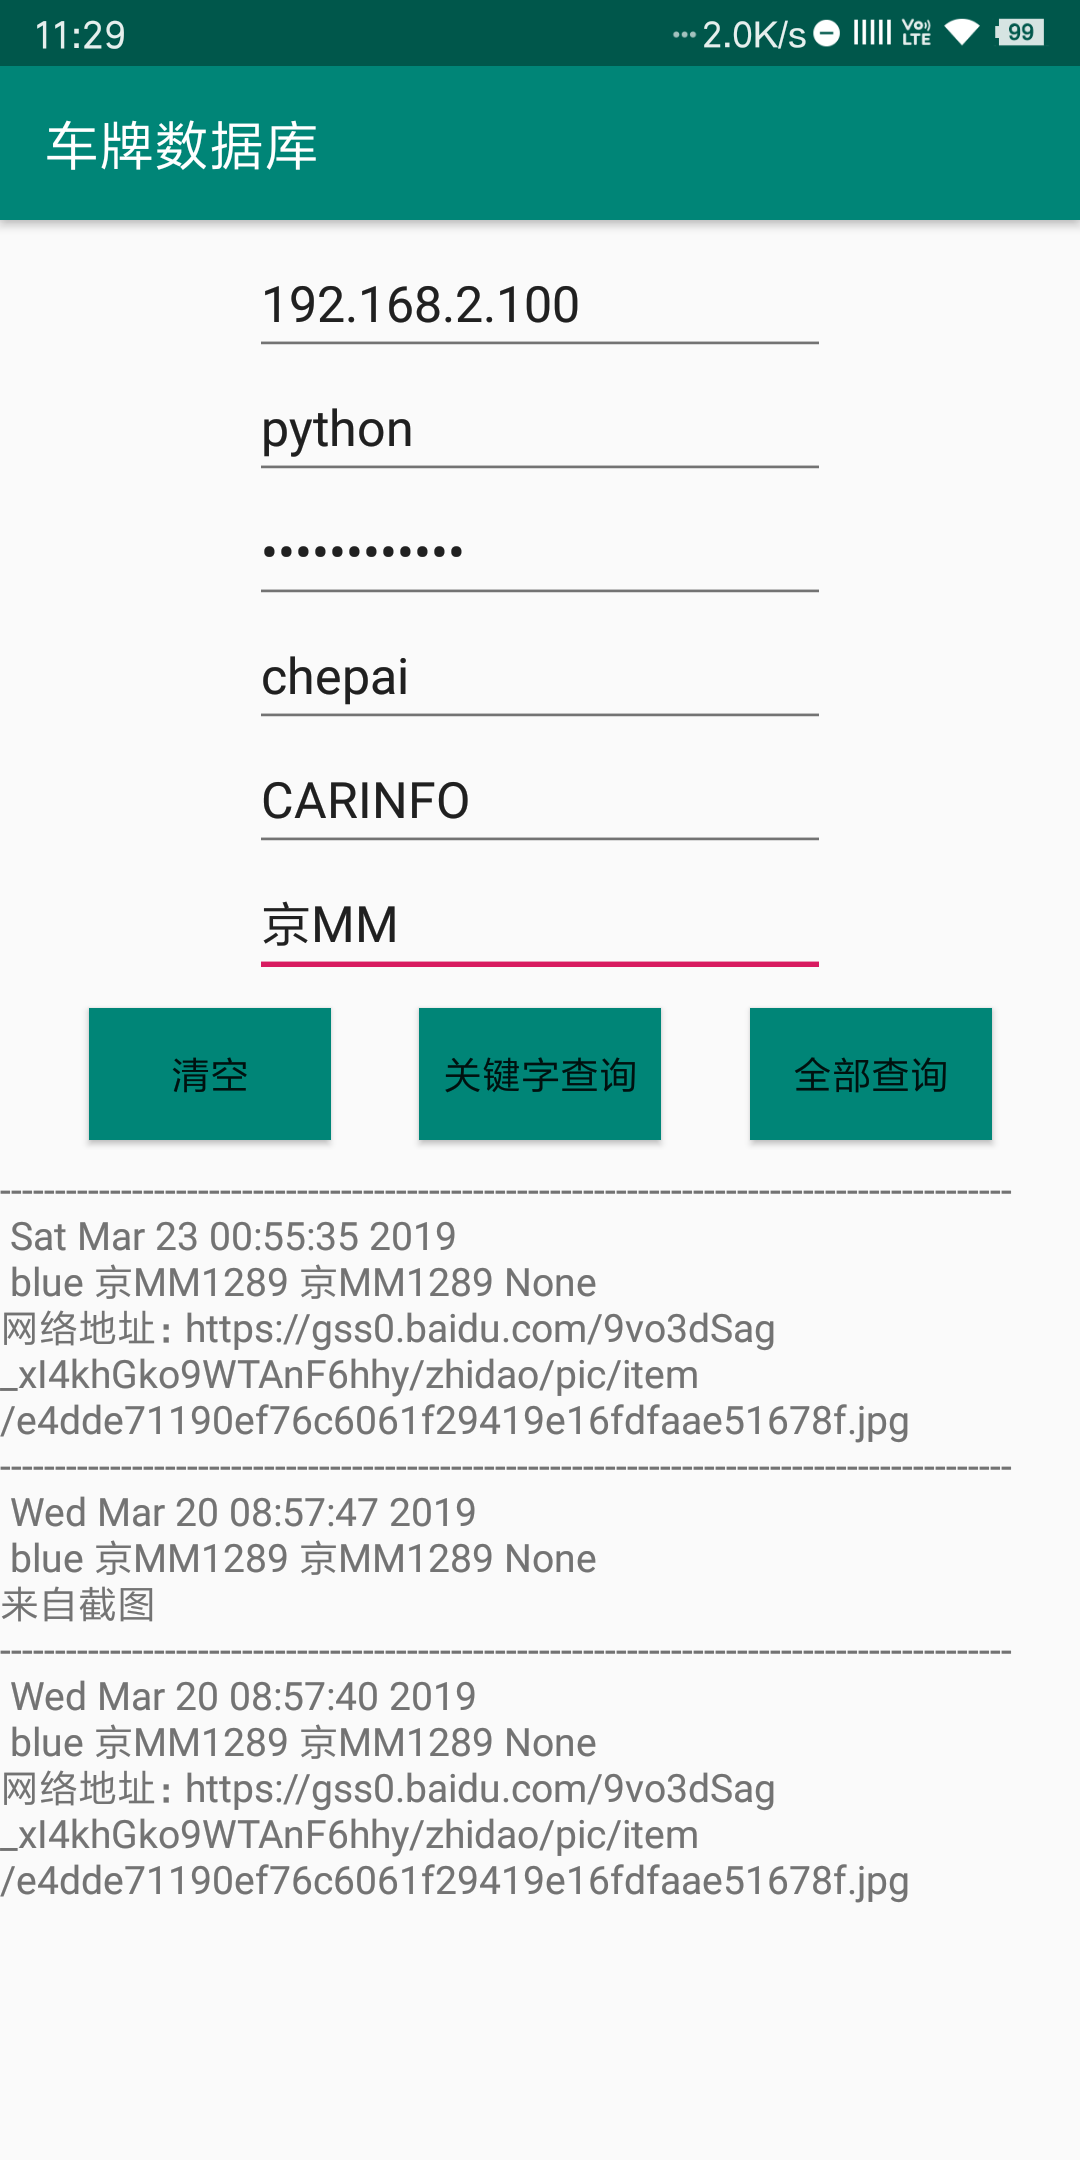 11:29
... 2.0K/s VoLTE 99
车牌数据库
192.168.2.100
python
••••••••••••
chepai
CARINFO
京MM
清空 关键字查询 全部查询
--------------------------------------------------------------------------------------------
Sat Mar 23 00:55:35 2019
blue 京MM1289 京MM1289 None
网络地址：https://gss0.baidu.com/9vo3dSag
_xI4khGko9WTAnF6hhy/zhidao/pic/item
/e4dde71190ef76c6061f29419e16fdfaae51678f.jpg
--------------------------------------------------------------------------------------------
Wed Mar 20 08:57:47 2019
blue 京MM1289 京MM1289 None
来自截图
--------------------------------------------------------------------------------------------
Wed Mar 20 08:57:40 2019
blue 京MM1289 京MM1289 None
网络地址：https://gss0.baidu.com/9vo3dSag
_xI4khGko9WTAnF6hhy/zhidao/pic/item
/e4dde71190ef76c6061f29419e16fdfaae51678f.jpg